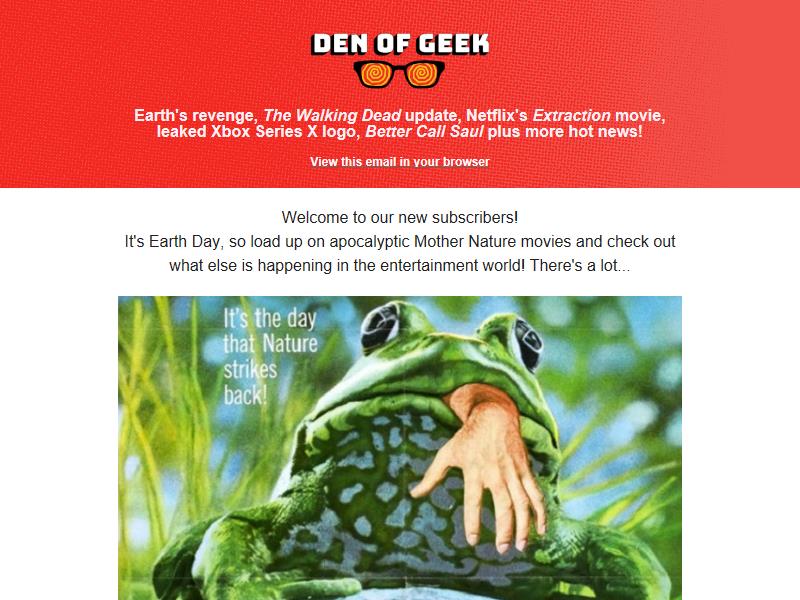 DEN OF GEEK
Earth's revenge, The Walking Dead update, Netflix's Extraction movie,
leaked Xbox Series X logo, Better Call Saul plus more hot news!
View this email in your browser
Welcome to our new subscribers!
It's Earth Day, so load up on apocalyptic Mother Nature movies and check out
what else is happening in the entertainment world! There's a lot...
It's the day
that Nature
strikes
back!